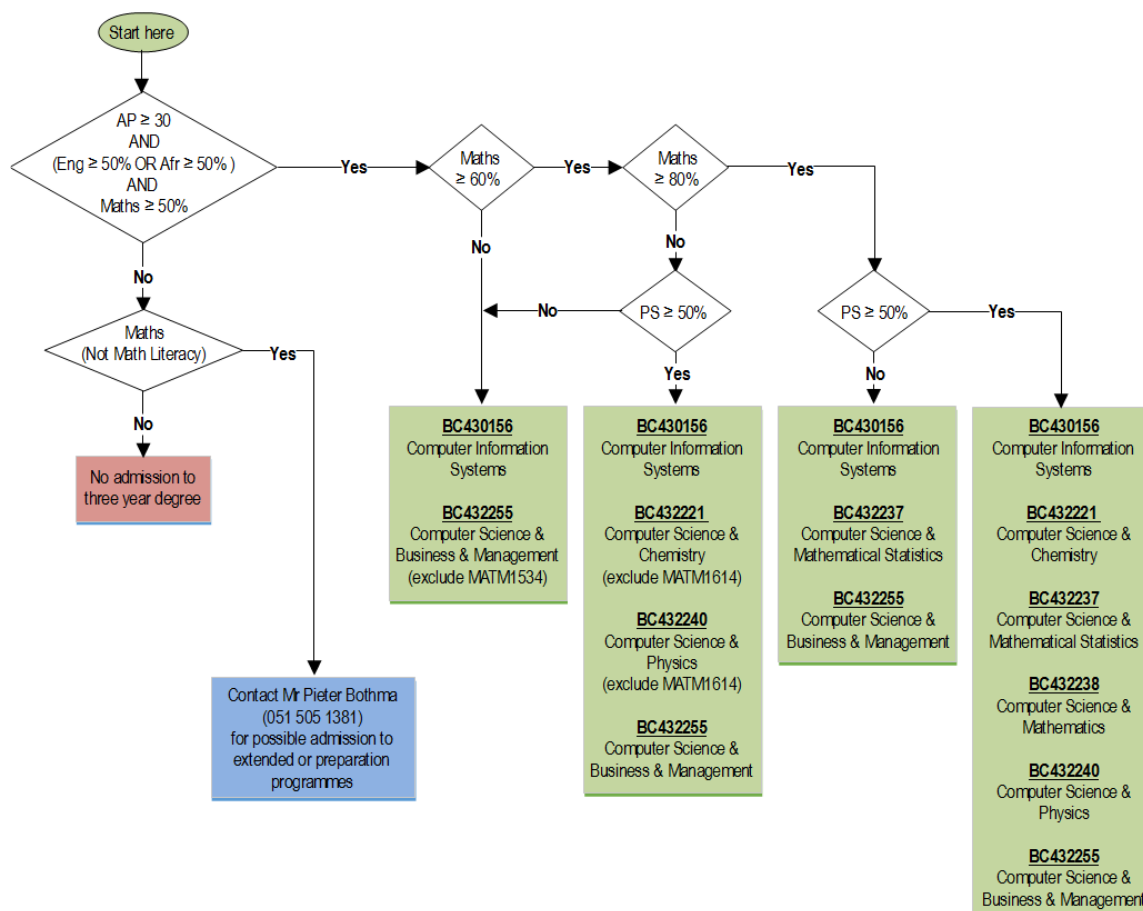 Start here
AP ≥ 30
AND
(Eng ≥ 50% OR Afr ≥ 50% )
AND
Maths ≥ 50%
Yes
Maths
≥ 60%
Yes
Maths
≥ 80%
Yes
No
No
No
PS ≥ 50%
No
PS ≥ 50%
Yes
Maths
(Not Math Literacy)
Yes
Yes
No
No
No admission to
three year degree
BC430156
Computer Information
Systems
BC432255
Computer Science &
Business & Management
(exclude MATM1534)
BC430156
Computer Information
Systems
BC432221
Computer Science &
Chemistry
(exclude MATM1614)
BC432240
Computer Science &
Physics
(exclude MATM1614)
BC432255
Computer Science &
Business & Management
BC430156
Computer Information
Systems
BC432237
Computer Science &
Mathematical Statistics
BC432255
Computer Science &
Business & Management
BC430156
Computer Information
Systems
BC432221
Computer Science &
Chemistry
BC432237
Computer Science &
Mathematical Statistics
BC432238
Computer Science &
Mathematics
BC432240
Computer Science &
Physics
BC432255
Computer Science &
Business & Management
Contact Mr Pieter Bothma
(051 505 1381)
for possible admission to
extended or preparation
programmes